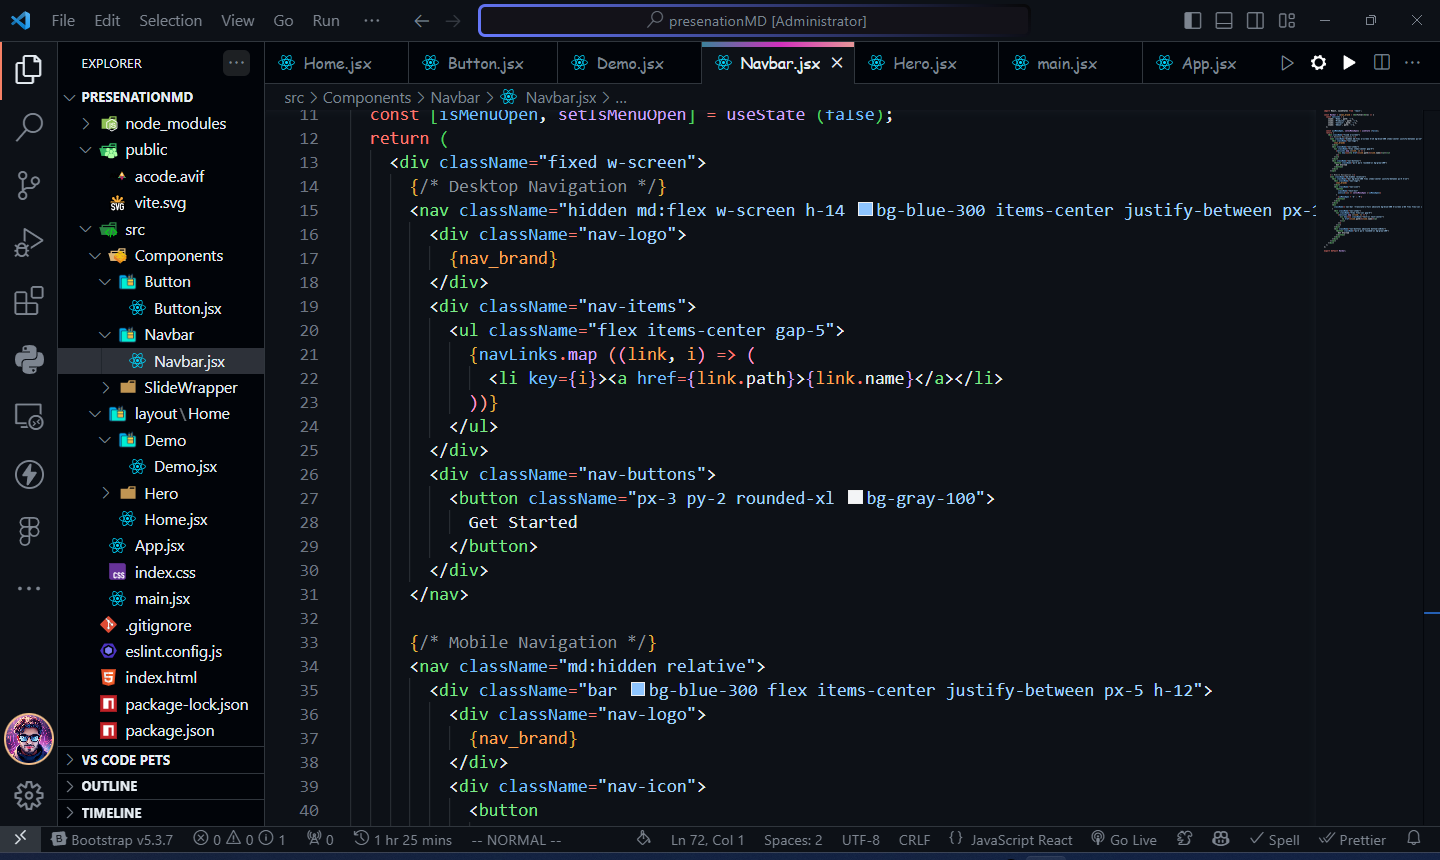 File Edit Selection View Go Run ··· presenationMD [Administrator]
EXPLORER ···
Home.jsx Button.jsx Demo.jsx Navbar.jsx Hero.jsx main.jsx App.jsx ···
src > Components > Navbar > Navbar.jsx > ...
PRESENATIONMD
node_modules
public
acode.avif
vite.svg
src
Components
Button
Button.jsx
Navbar
Navbar.jsx
SlideWrapper
layout\Home
Demo
Demo.jsx
Hero
Home.jsx
App.jsx
index.css
main.jsx
.gitignore
eslint.config.js
index.html
package-lock.json
package.json
VS CODE PETS
OUTLINE
TIMELINE
11 const [isMenuOpen, setIsMenuOpen] = useState (false);
12 return (
13 <div className="fixed w-screen">
14 {/* Desktop Navigation */}
15 <nav className="hidden md:flex w-screen h-14 bg-blue-300 items-center justify-between px-1
16 <div className="nav-logo">
17 {nav_brand}
18 </div>
19 <div className="nav-items">
20 <ul className="flex items-center gap-5">
21 {navLinks.map ((link, i) => (
22 <li key={i}><a href={link.path}>{link.name}</a></li>
23 ))}
24 </ul>
25 </div>
26 <div className="nav-buttons">
27 <button className="px-3 py-2 rounded-xl bg-gray-100">
28 Get Started
29 </button>
30 </div>
31 </nav>
32
33 {/* Mobile Navigation */}
34 <nav className="md:hidden relative">
35 <div className="bar bg-blue-300 flex items-center justify-between px-5 h-12">
36 <div className="nav-logo">
37 {nav_brand}
38 </div>
39 <div className="nav-icon">
40 <button
Bootstrap v5.3.7 0 0 1 0 1 hr 25 mins -- NORMAL -- Ln 72, Col 1 Spaces: 2 UTF-8 CRLF {} JavaScript React Go Live Spell Prettier